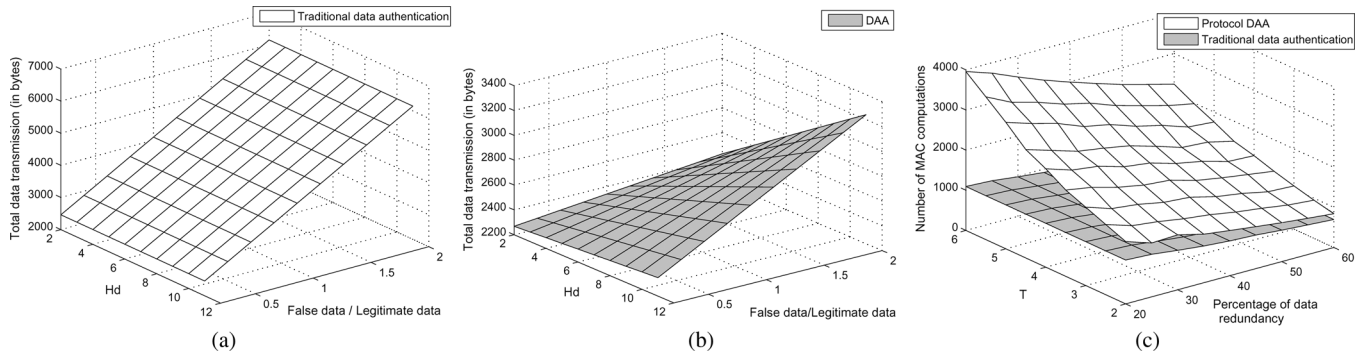 Traditional data authentication
Total data transmission (in bytes)
7000
6000
5000
4000
3000
2000
2
4
6
8
10
12
Hd
0.5
1
1.5
2
False data / Legitimate data
(a)
DAA
Total data transmission (in bytes)
3400
3200
3000
2800
2600
2400
2200
2
4
6
8
10
12
Hd
0.5
1
1.5
2
False data/Legitimate data
(b)
Protocol DAA
Traditional data authentication
Number of MAC computations
4000
3000
2000
1000
0
6
5
4
3
2
T
20
30
40
50
60
Percentage of data
redundancy
(c)